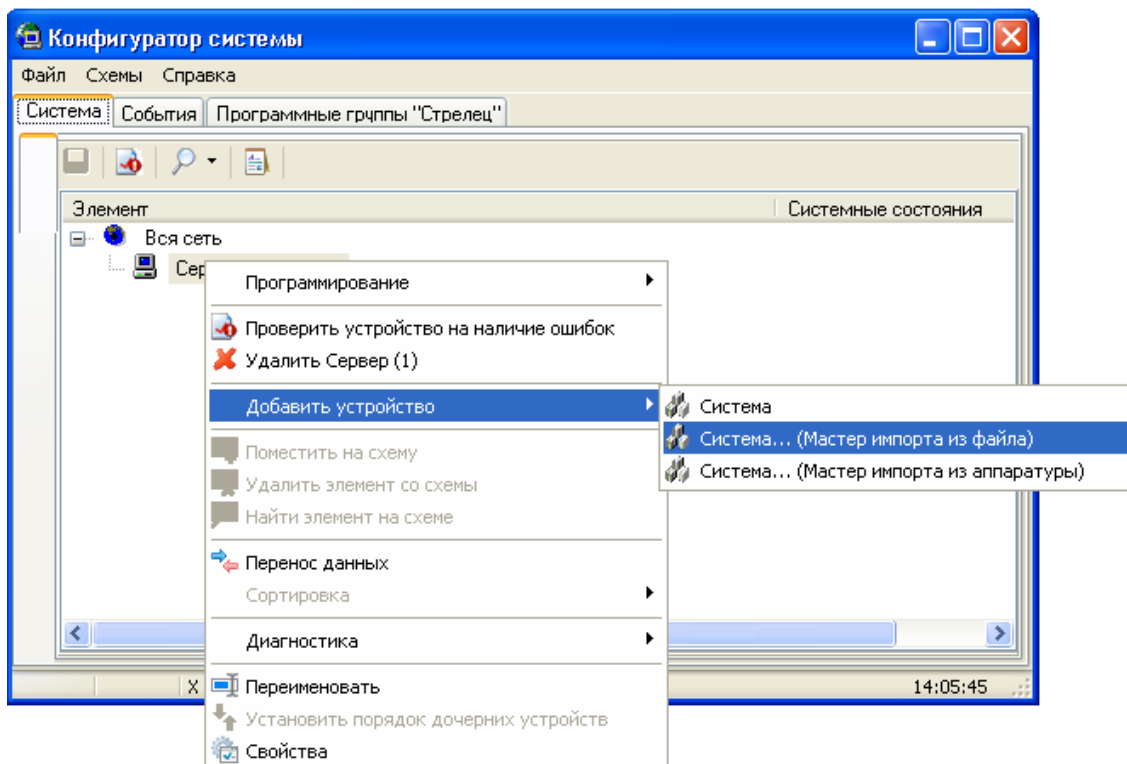 Конфигуратор системы
Файл Схемы Справка
Система События Программные группы "Стрелец"
Элемент Системные состояния
Вся сеть
Сер
Программирование
Проверить устройство на наличие ошибок
Удалить Сервер (1)
Добавить устройство
Система
Система... (Мастер импорта из файла)
Система... (Мастер импорта из аппаратуры)
Поместить на схему
Удалить элемент со схемы
Найти элемент на схеме
Перенос данных
Сортировка
Диагностика
Переименовать
Установить порядок дочерних устройств
Свойства
X 14:05:45